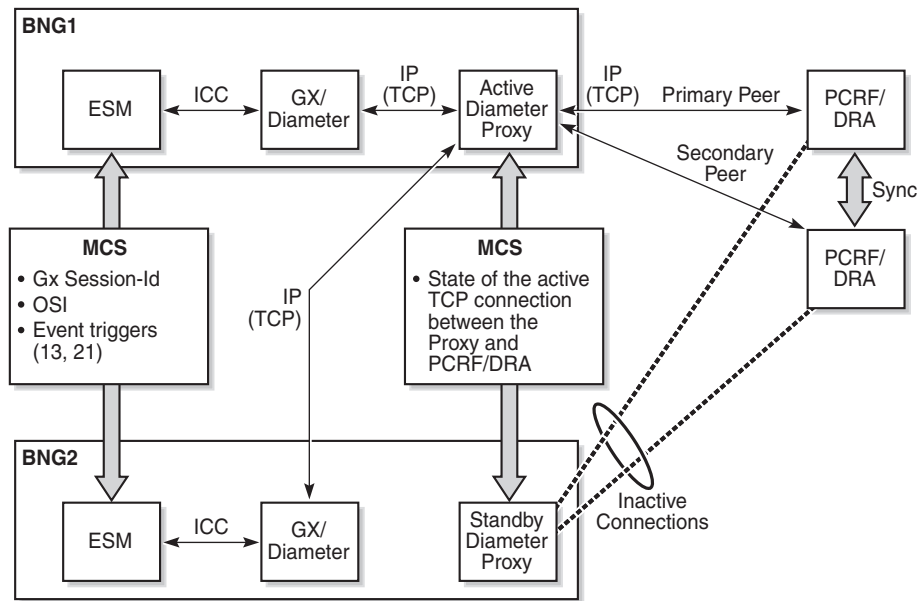 BNG1
ESM
ICC
GX/
Diameter
IP
(TCP)
Active
Diameter
Proxy
IP
(TCP)
Primary Peer
PCRF/
DRA
Secondary
Peer
Sync
PCRF/
DRA
MCS
• Gx Session-Id
• OSI
• Event triggers
(13, 21)
IP
(TCP)
MCS
• State of the active
TCP connection
between the
Proxy and
PCRF/DRA
BNG2
ESM
ICC
GX/
Diameter
Standby
Diameter
Proxy
Inactive
Connections